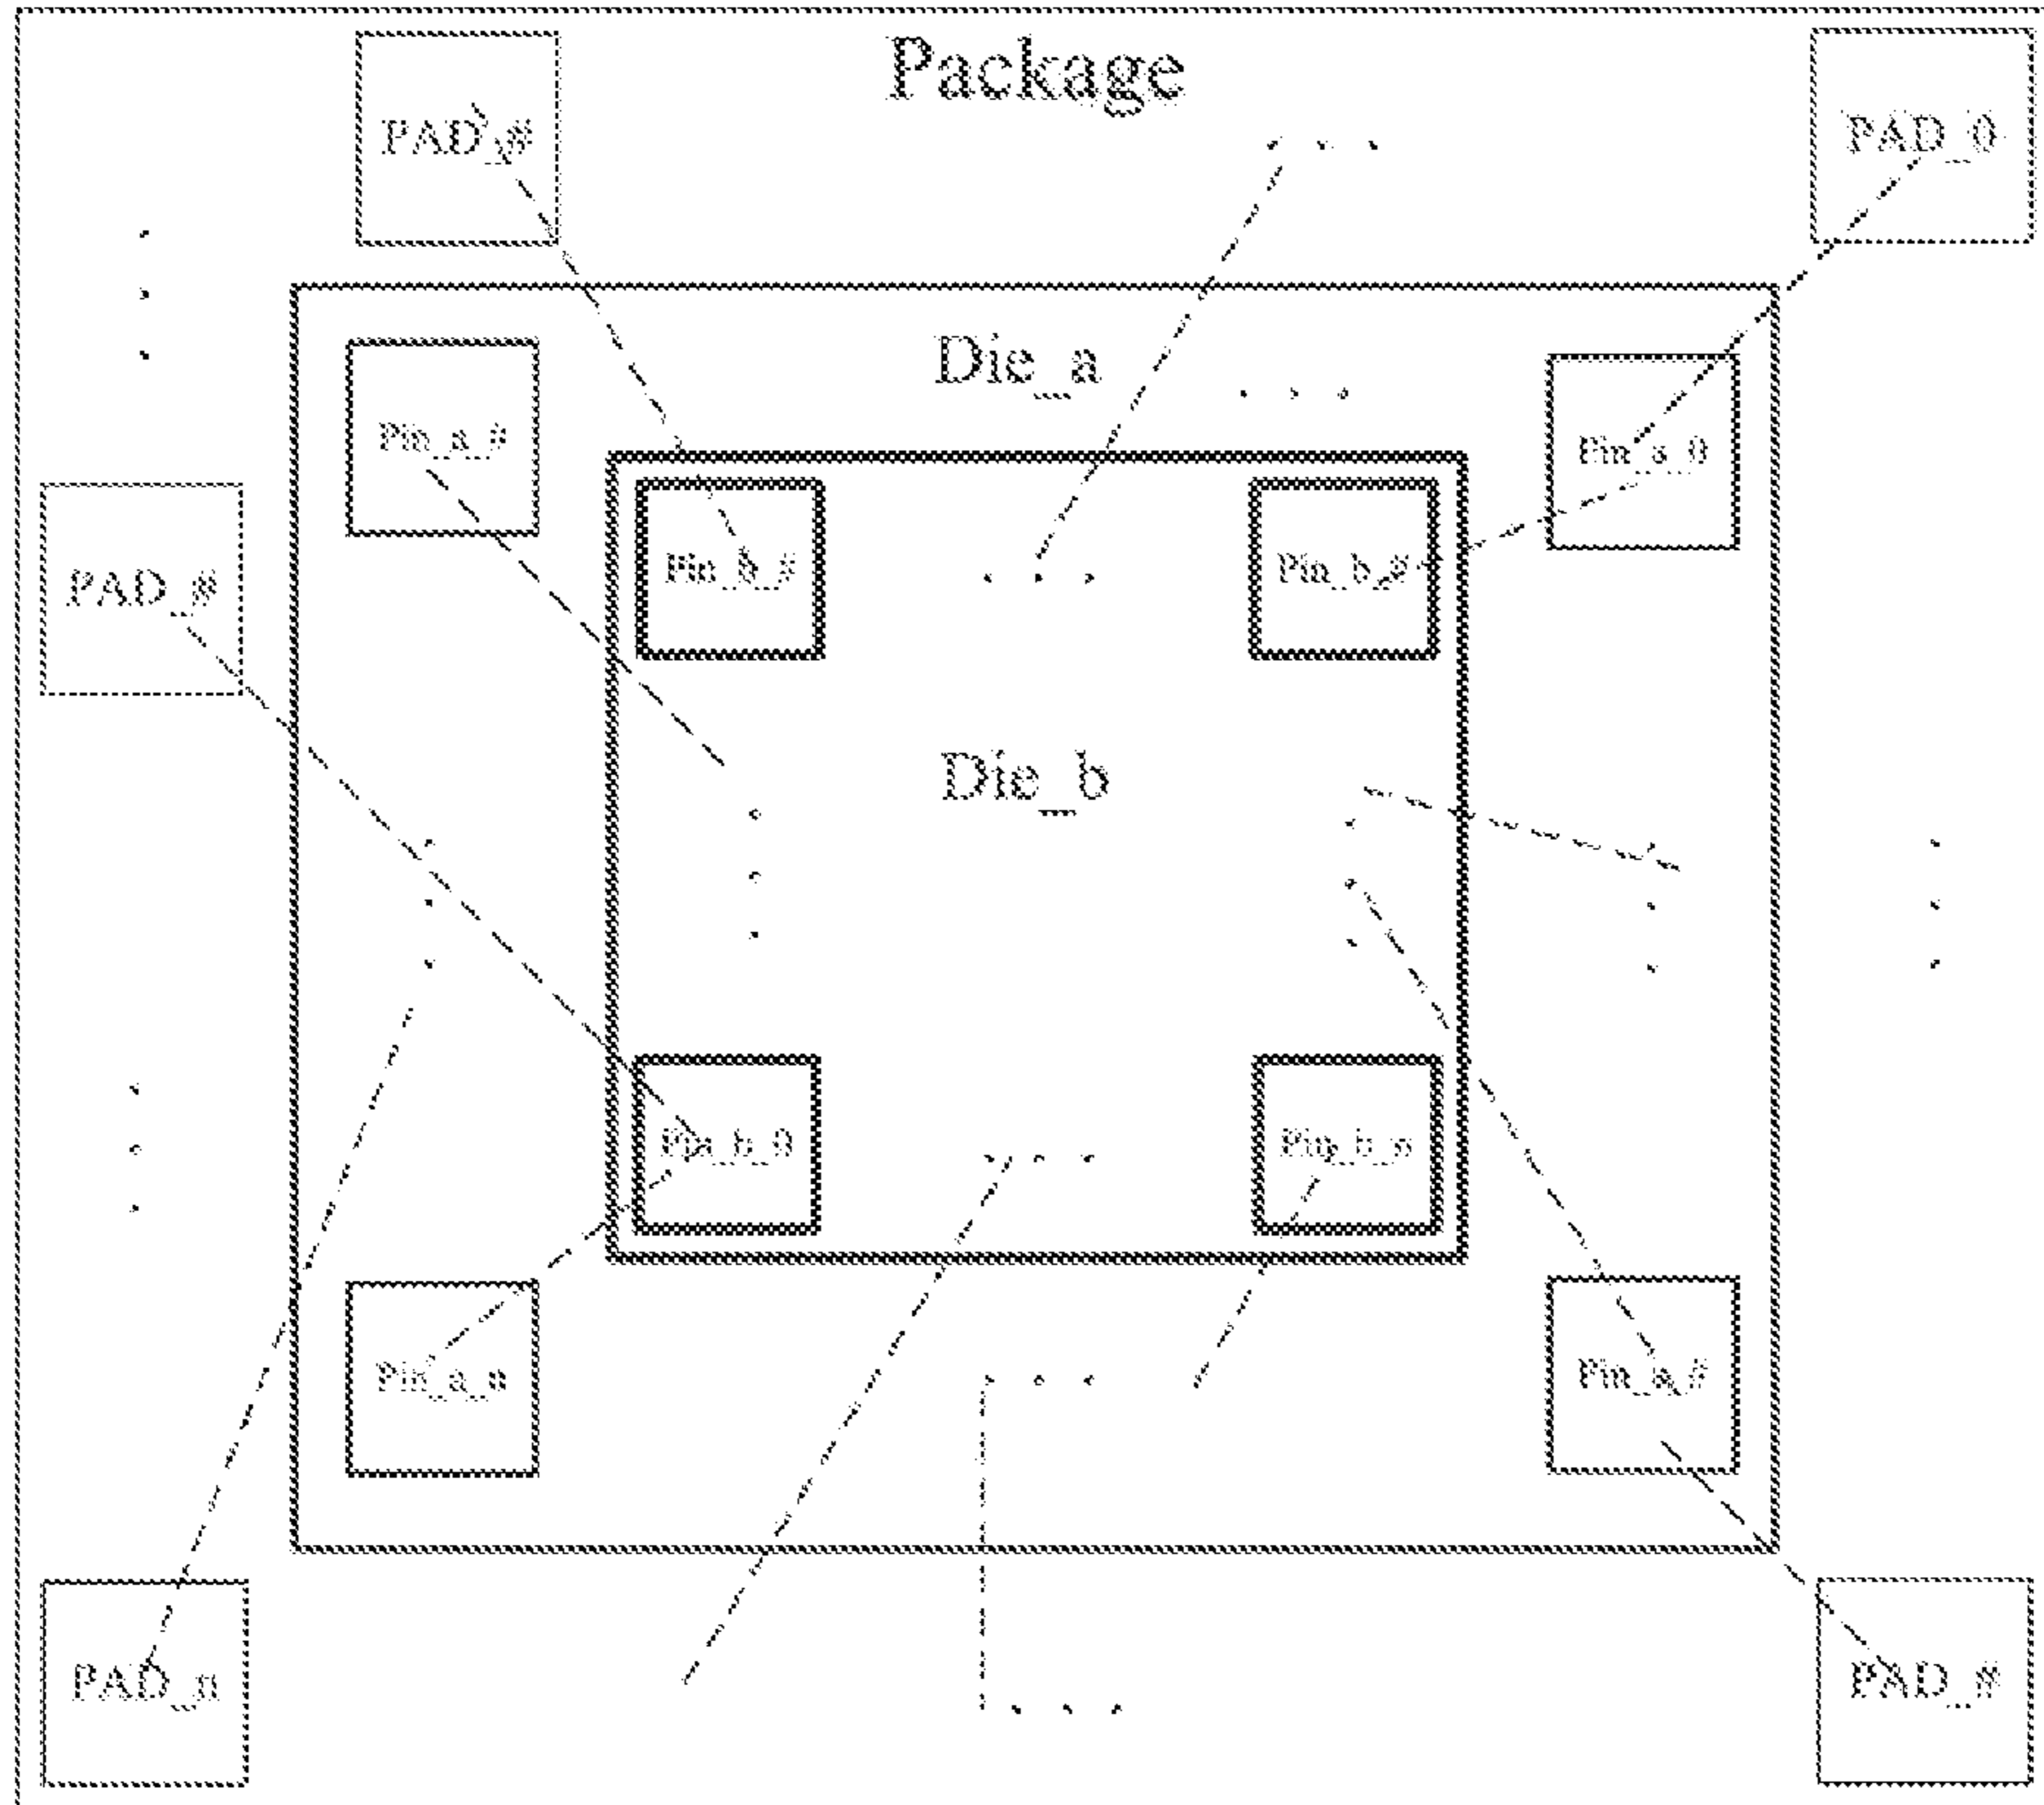 Package
PAD_#
PAD_0
Die_a
Pin_a_#
Pin_a_0
Pin_b_#
Pin_b_#
PAD_#
Die_b
Pin_b_0
Pin_b_n
Pin_a_n
Pin_a_#
PAD_n
PAD_#